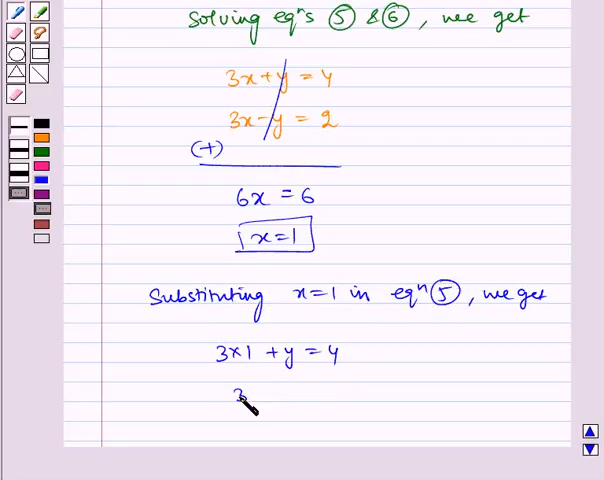 Solving eqⁿs ⑤ & ⑥, we get
3x+y = 4
3x-y = 2
(+)
6x = 6
x=1
Substituting x=1 in eqⁿ ⑤, we get
3×1 + y = 4
3